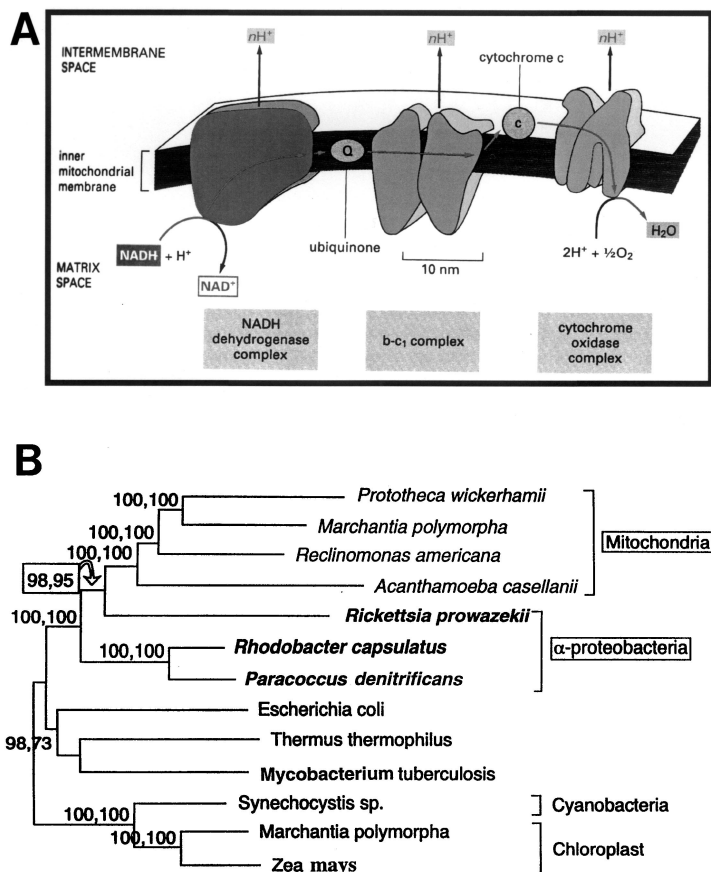 A
INTERMEMBRANE
SPACE
nH+
nH+
nH+
cytochrome c
c
Q
inner
mitochondrial
membrane
ubiquinone
10 nm
NADH + H+
NAD+
2H+ + ½O2
H2O
MATRIX
SPACE
NADH
dehydrogenase
complex
b-c1 complex
cytochrome
oxidase
complex
B
100,100
Prototheca wickerhamii
100,100
Marchantia polymorpha
100,100
Reclinomonas americana
Mitochondria
98,95
Acanthamoeba casellanii
Rickettsia prowazekii
100,100
100,100
Rhodobacter capsulatus
α-proteobacteria
Paracoccus denitrificans
Escherichia coli
98,73
Thermus thermophilus
Mycobacterium tuberculosis
100,100
Synechocystis sp.
Cyanobacteria
100,100
Marchantia polymorpha
Chloroplast
Zea mays